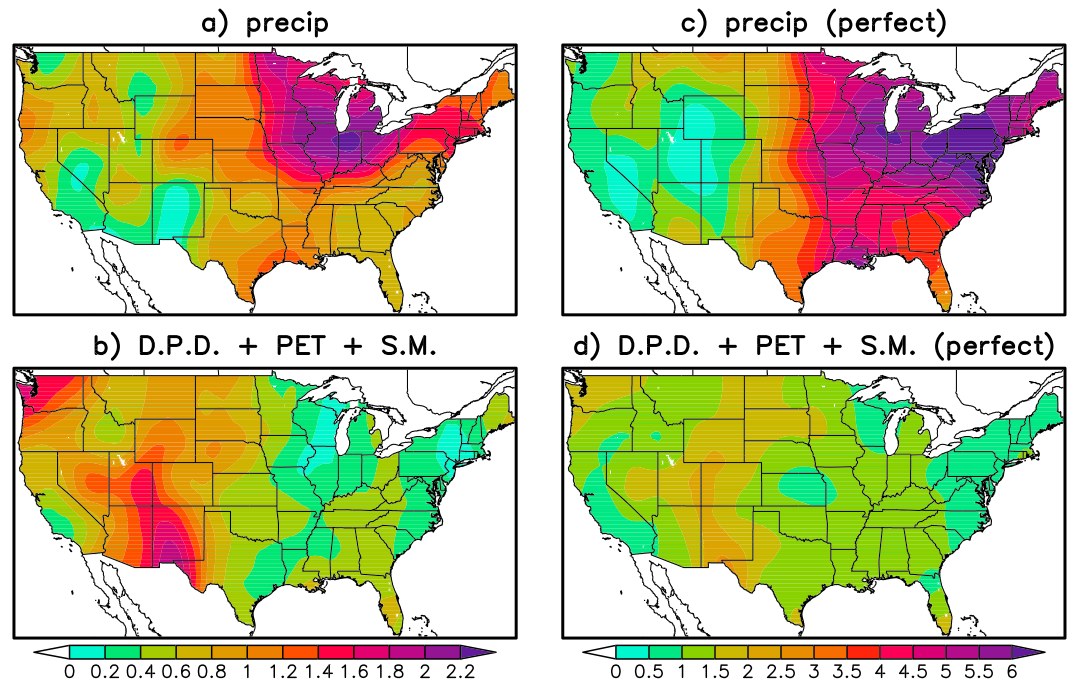 a) precip
c) precip (perfect)
b) D.P.D. + PET + S.M.
d) D.P.D. + PET + S.M. (perfect)
0 0.2 0.4 0.6 0.8 1 1.2 1.4 1.6 1.8 2 2.2
0 0.5 1 1.5 2 2.5 3 3.5 4 4.5 5 5.5 6